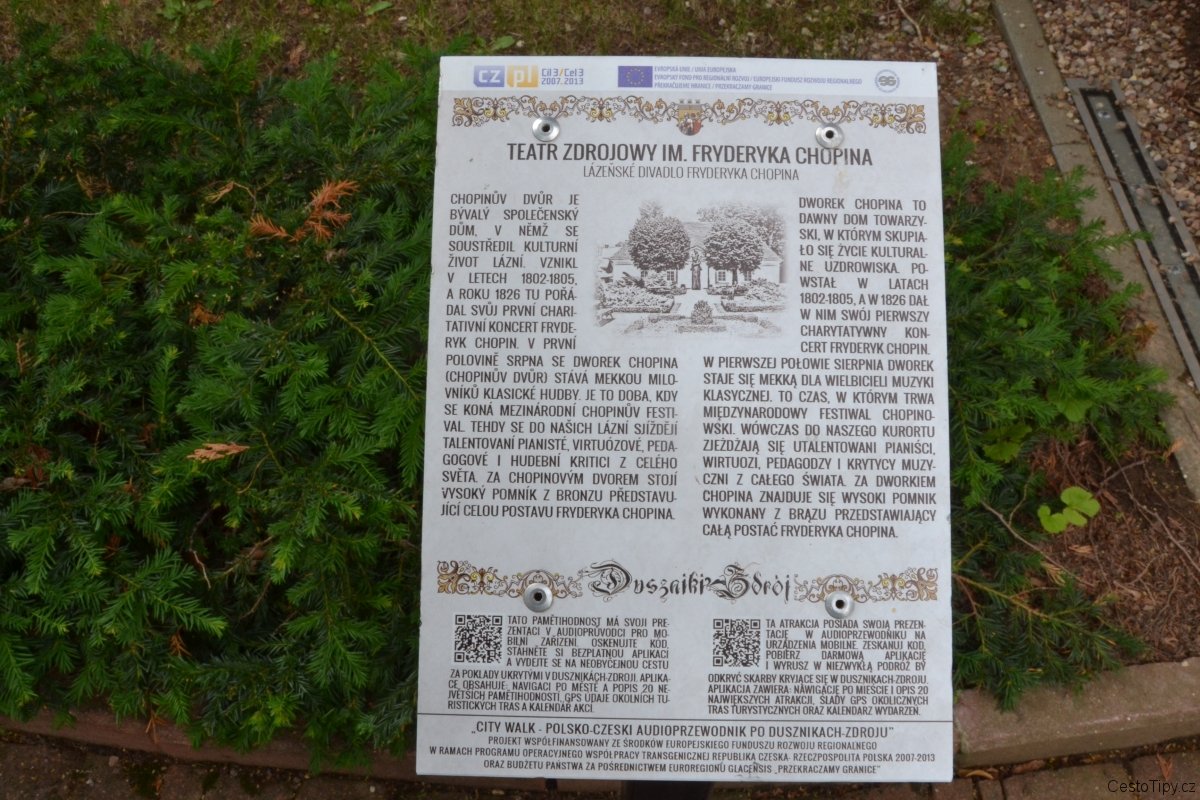 cz pl Cíl 3 / Cel 3
2007.2013
EVROPSKÁ UNIE / UNIA EUROPEJSKA
EVROPSKÝ FOND PRO REGIONÁLNÍ ROZVOJ / EUROPEJSKI FUNDUSZ ROZWOJU REGIONALNEGO
PŘEKRAČUJEME HRANICE / PRZEKRACZAMY GRANICE
TEATR ZDROJOWY IM. FRYDERYKA CHOPINA
LÁZEŇSKÉ DIVADLO FRYDERYKA CHOPINA
CHOPINŮV DVŮR JE
BÝVALÝ SPOLEČENSKÝ
DŮM, V NĚMŽ SE
SOUSTŘEDIL KULTURNÍ
ŽIVOT LÁZNÍ. VZNIKL
V LETECH 1802-1805,
A ROKU 1826 TU POŘÁ-
DAL SVŮJ PRVNÍ CHARI-
TATIVNÍ KONCERT FRYDE-
RYK CHOPIN. V PRVNÍ
POLOVINĚ SRPNA SE DWOREK CHOPINA
(CHOPINŮV DVŮR) STÁVÁ MEKKOU MILO-
VNÍKŮ KLASICKÉ HUDBY. JE TO DOBA, KDY
SE KONÁ MEZINÁRODNÍ CHOPINŮV FESTI-
VAL. TEHDY SE DO NAŠICH LÁZNÍ SJÍŽDĚJÍ
TALENTOVANÍ PIANISTÉ, VIRTUÓZOVÉ, PEDA-
GOGOVÉ I HUDEBNÍ KRITICI Z CELÉHO
SVĚTA. ZA CHOPINOVÝM DVOREM STOJÍ
VYSOKÝ POMNÍK Z BRONZU PŘEDSTAVU-
JÍCÍ CELOU POSTAVU FRYDERYKA CHOPINA.
DWOREK CHOPINA TO
DAWNY DOM TOWARZY-
SKI, W KTÓRYM SKUPIA-
ŁO SIĘ ŻYCIE KULTURAL-
NE UZDROWISKA. PO-
WSTAŁ W LATACH
1802-1805, A W 1826 DAŁ
W NIM SWÓJ PIERWSZY
CHARYTATYWNY KON-
CERT FRYDERYK CHOPIN.
W PIERWSZEJ POŁOWIE SIERPNIA DWOREK
STAJE SIĘ MEKKĄ DLA WIELBICIELI MUZYKI
KLASYCZNEJ. TO CZAS, W KTÓRYM TRWA
MIĘDZYNARODOWY FESTIWAL CHOPINO-
WSKI. WÓWCZAS DO NASZEGO KURORTU
ZJEŻDŻAJĄ SIĘ UTALENTOWANI PIANIŚCI,
WIRTUOZI, PEDAGODZY I KRYTYCY MUZY-
CZNI Z CAŁEGO ŚWIATA. ZA DWORKIEM
CHOPINA ZNAJDUJE SIĘ WYSOKI POMNIK
WYKONANY Z BRĄZU PRZEDSTAWIAJĄCY
CAŁĄ POSTAĆ FRYDERYKA CHOPINA.
Duszniki Zdrój
TATO PAMĚTIHODNOST MÁ SVOJI PRE-
ZENTACI V AUDIOPRŮVODCI PRO MO-
BILNÍ ZAŘÍZENÍ. OSKENUJTE KÓD,
STÁHNĚTE SI BEZPLATNOU APLIKACI
A VYDEJTE SE NA NEOBYČEJNOU CESTU
ZA POKLADY UKRYTÝMI V DUSZNIKÁCH-ZDROJI. APLIKA-
CE OBSAHUJE: NAVIGACI PO MĚSTĚ A POPIS 20 NE-
JVĚTŠÍCH PAMĚTIHODNOSTÍ, GPS ÚDAJE OKOLNÍCH TU-
RISTICKÝCH TRAS A KALENDÁŘ AKCÍ.
TA ATRAKCJA POSIADA SWOJĄ PREZEN-
TACJĘ W AUDIOPRZEWODNIKU NA
URZĄDZENIA MOBILNE. ZESKANUJ KOD,
POBIERZ DARMOWĄ APLIKACJĘ
I WYRUSZ W NIEZWYKŁĄ PODRÓŻ BY
ODKRYĆ SKARBY KRYJĄCE SIĘ W DUSZNIKACH-ZDROJU.
APLIKACJA ZAWIERA: NAWIGACJĘ PO MIEŚCIE I OPIS 20
NAJWIĘKSZYCH ATRAKCJI, ŚLADY GPS OKOLICZNYCH
TRAS TURYSTYCZNYCH ORAZ KALENDARZ WYDARZEŃ.
„CITY WALK - POLSKO-CZESKI AUDIOPRZEWODNIK PO DUSZNIKACH-ZDROJU”
PROJEKT WSPÓŁFINANSOWANY ZE ŚRODKÓW EUROPEJSKIEGO FUNDUSZU ROZWOJU REGIONALNEGO
W RAMACH PROGRAMU OPERACYJNEGO WSPÓŁPRACY TRANSGENICZNEJ REPUBLIKA CZESKA- RZECZPOSPOLITA POLSKA 2007-2013
ORAZ BUDŻETU PAŃSTWA ZA POŚREDNICTWEM EUROREGIONU GLACENSIS „PRZEKRACZAMY GRANICE”
CestoTipy.cz